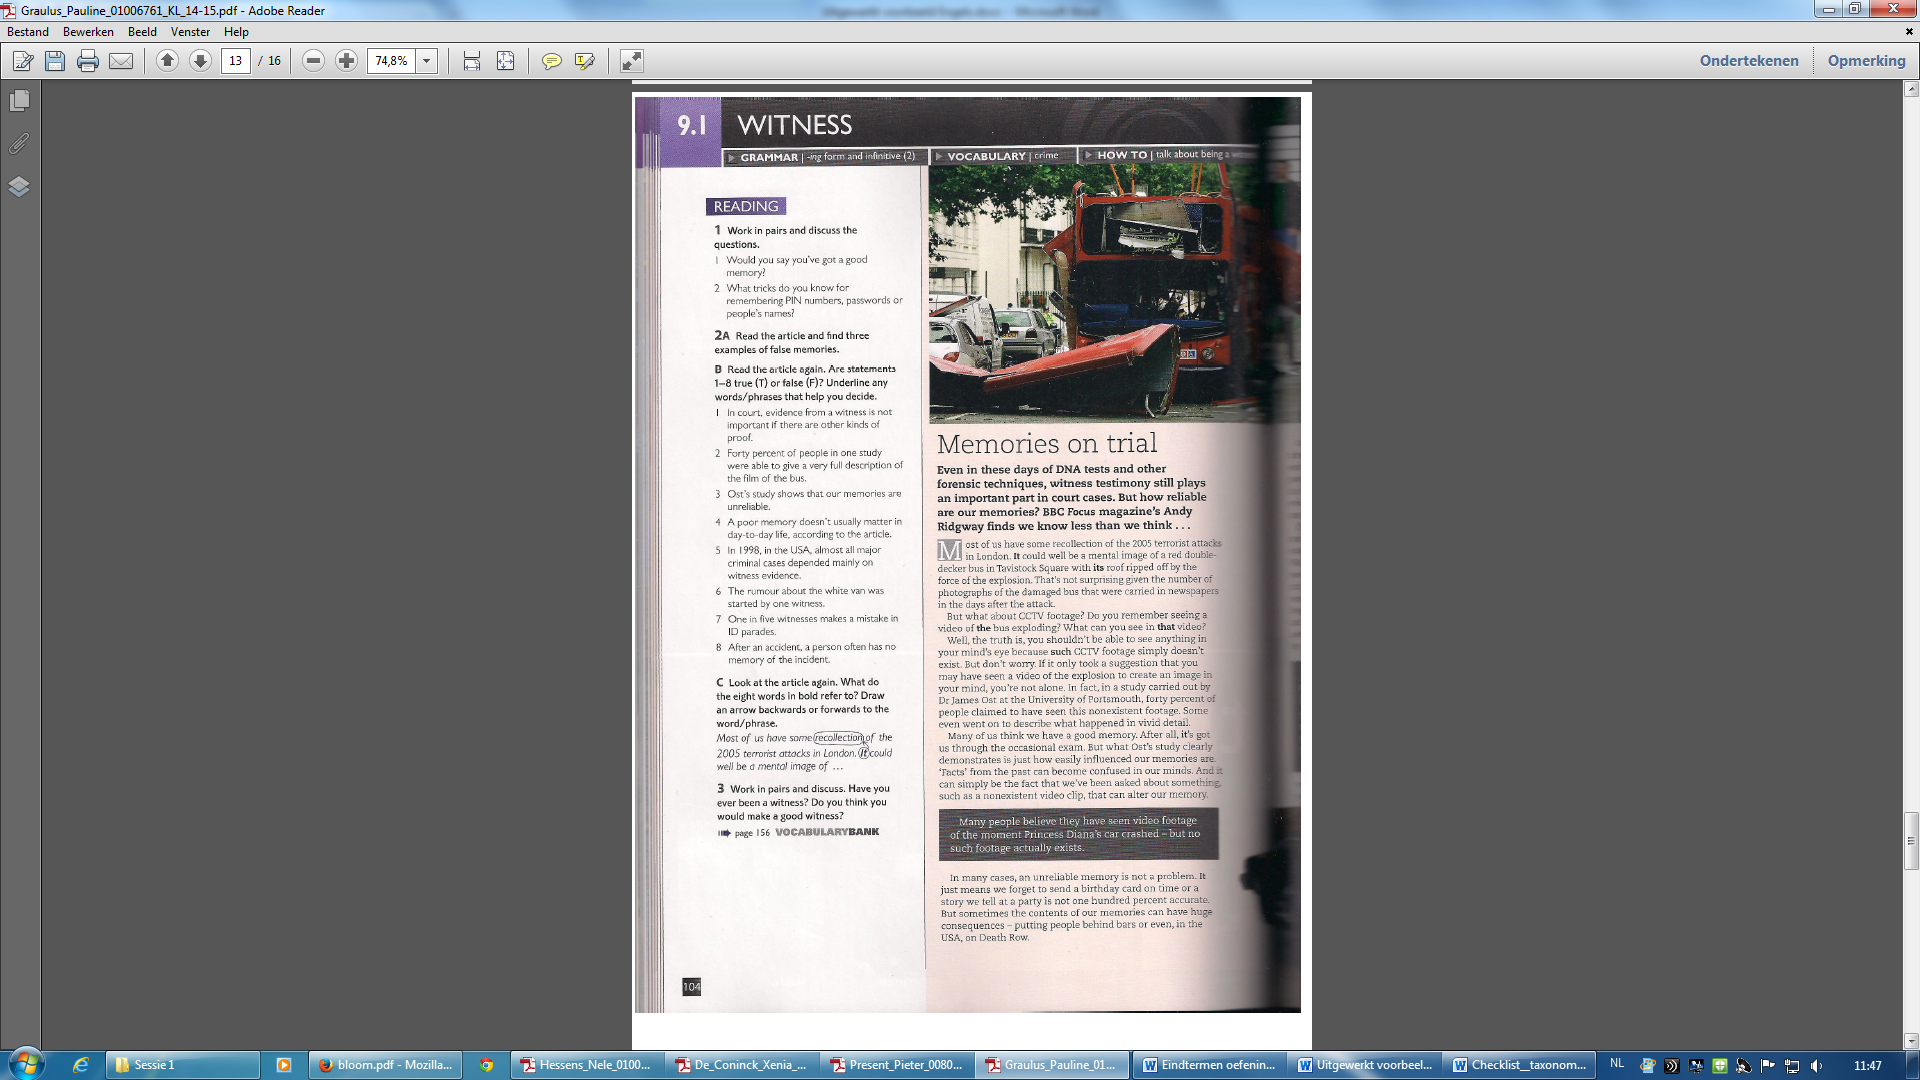 Graulus_Pauline_01006761_KL_14-15.pdf - Adobe Reader
Bestand Bewerken Beeld Venster Help
13 / 16 74,8% Ondertekenen Opmerking
9.1 WITNESS
GRAMMAR | -ing form and infinitive (2) VOCABULARY | crime HOW TO | talk about being a
READING
1 Work in pairs and discuss the
questions.
1 Would you say you've got a good
memory?
2 What tricks do you know for
remembering PIN numbers, passwords or
people's names?
2A Read the article and find three
examples of false memories.
B Read the article again. Are statements
1–8 true (T) or false (F)? Underline any
words/phrases that help you decide.
1 In court, evidence from a witness is not
important if there are other kinds of
proof.
2 Forty percent of people in one study
were able to give a very full description of
the film of the bus.
3 Ost's study shows that our memories are
unreliable.
4 A poor memory doesn't usually matter in
day-to-day life, according to the article.
5 In 1998, in the USA, almost all major
criminal cases depended mainly on
witness evidence.
6 The rumour about the white van was
started by one witness.
7 One in five witnesses makes a mistake in
ID parades.
8 After an accident, a person often has no
memory of the incident.
C Look at the article again. What do
the eight words in bold refer to? Draw
an arrow backwards or forwards to the
word/phrase.
Most of us have some recollection of the
2005 terrorist attacks in London. It could
well be a mental image of ...
3 Work in pairs and discuss. Have you
ever been a witness? Do you think you
would make a good witness?
page 156 VOCABULARYBANK
104
Memories on trial
Even in these days of DNA tests and other
forensic techniques, witness testimony still plays
an important part in court cases. But how reliable
are our memories? BBC Focus magazine's Andy
Ridgway finds we know less than we think . . .
Most of us have some recollection of the 2005 terrorist attacks
in London. It could well be a mental image of a red double-
decker bus in Tavistock Square with its roof ripped off by the
force of the explosion. That's not surprising given the number of
photographs of the damaged bus that were carried in newspapers
in the days after the attack.
But what about CCTV footage? Do you remember seeing a
video of the bus exploding? What can you see in that video?
Well, the truth is, you shouldn't be able to see anything in
your mind's eye because such CCTV footage simply doesn't
exist. But don't worry. If it only took a suggestion that you
may have seen a video of the explosion to create an image in
your mind, you're not alone. In fact, in a study carried out by
Dr James Ost at the University of Portsmouth, forty percent of
people claimed to have seen this nonexistent footage. Some
even went on to describe what happened in vivid detail.
Many of us think we have a good memory. After all, it's got
us through the occasional exam. But what Ost's study clearly
demonstrates is just how easily influenced our memories are.
'Facts' from the past can become confused in our minds. And it
can simply be the fact that we've been asked about something,
such as a nonexistent video clip, that can alter our memory.
Many people believe they have seen video footage
of the moment Princess Diana's car crashed – but no
such footage actually exists.
In many cases, an unreliable memory is not a problem. It
just means we forget to send a birthday card on time or a
story we tell at a party is not one hundred percent accurate.
But sometimes the contents of our memories can have huge
consequences – putting people behind bars or even, in the
USA, on Death Row.
Sessie 1 bloom.pdf - Mozilla... Hessens_Nele_0100... De_Coninck_Xenia_... Present_Pieter_0080... Graulus_Pauline_01... Eindtermen oefenin... Uitgewerkt voorbeel... Checklist__taxonom... NL 11:47